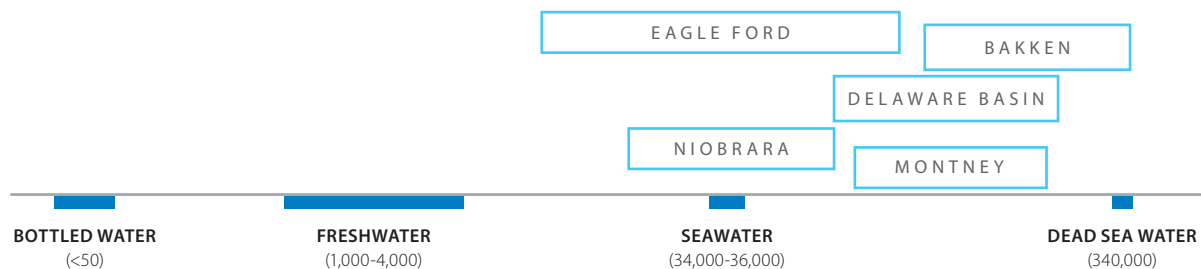 EAGLE FORD
BAKKEN
DELAWARE BASIN
NIOBRARA
MONTNEY
BOTTLED WATER
(<50)
FRESHWATER
(1,000-4,000)
SEAWATER
(34,000-36,000)
DEAD SEA WATER
(340,000)